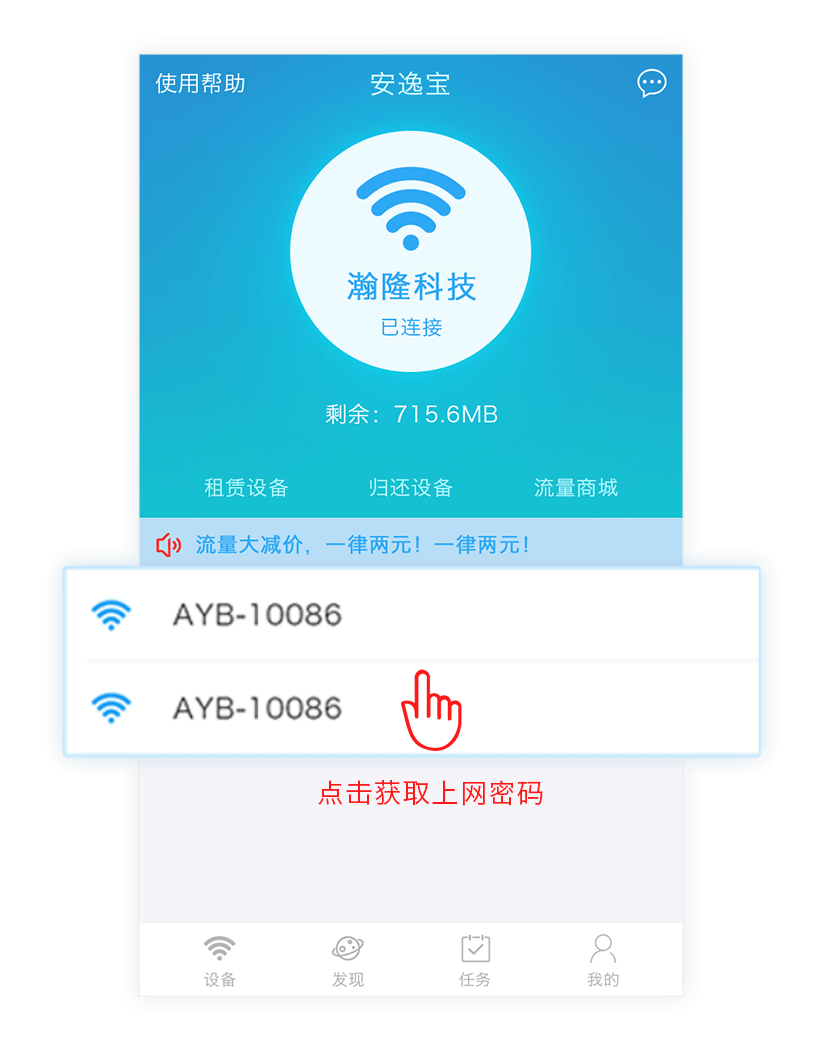 使用帮助 安逸宝
瀚隆科技
已连接
剩余：715.6MB
租赁设备 归还设备 流量商城
流量大减价，一律两元！一律两元！
AYB-10086
AYB-10086
点击获取上网密码
设备 发现 任务 我的